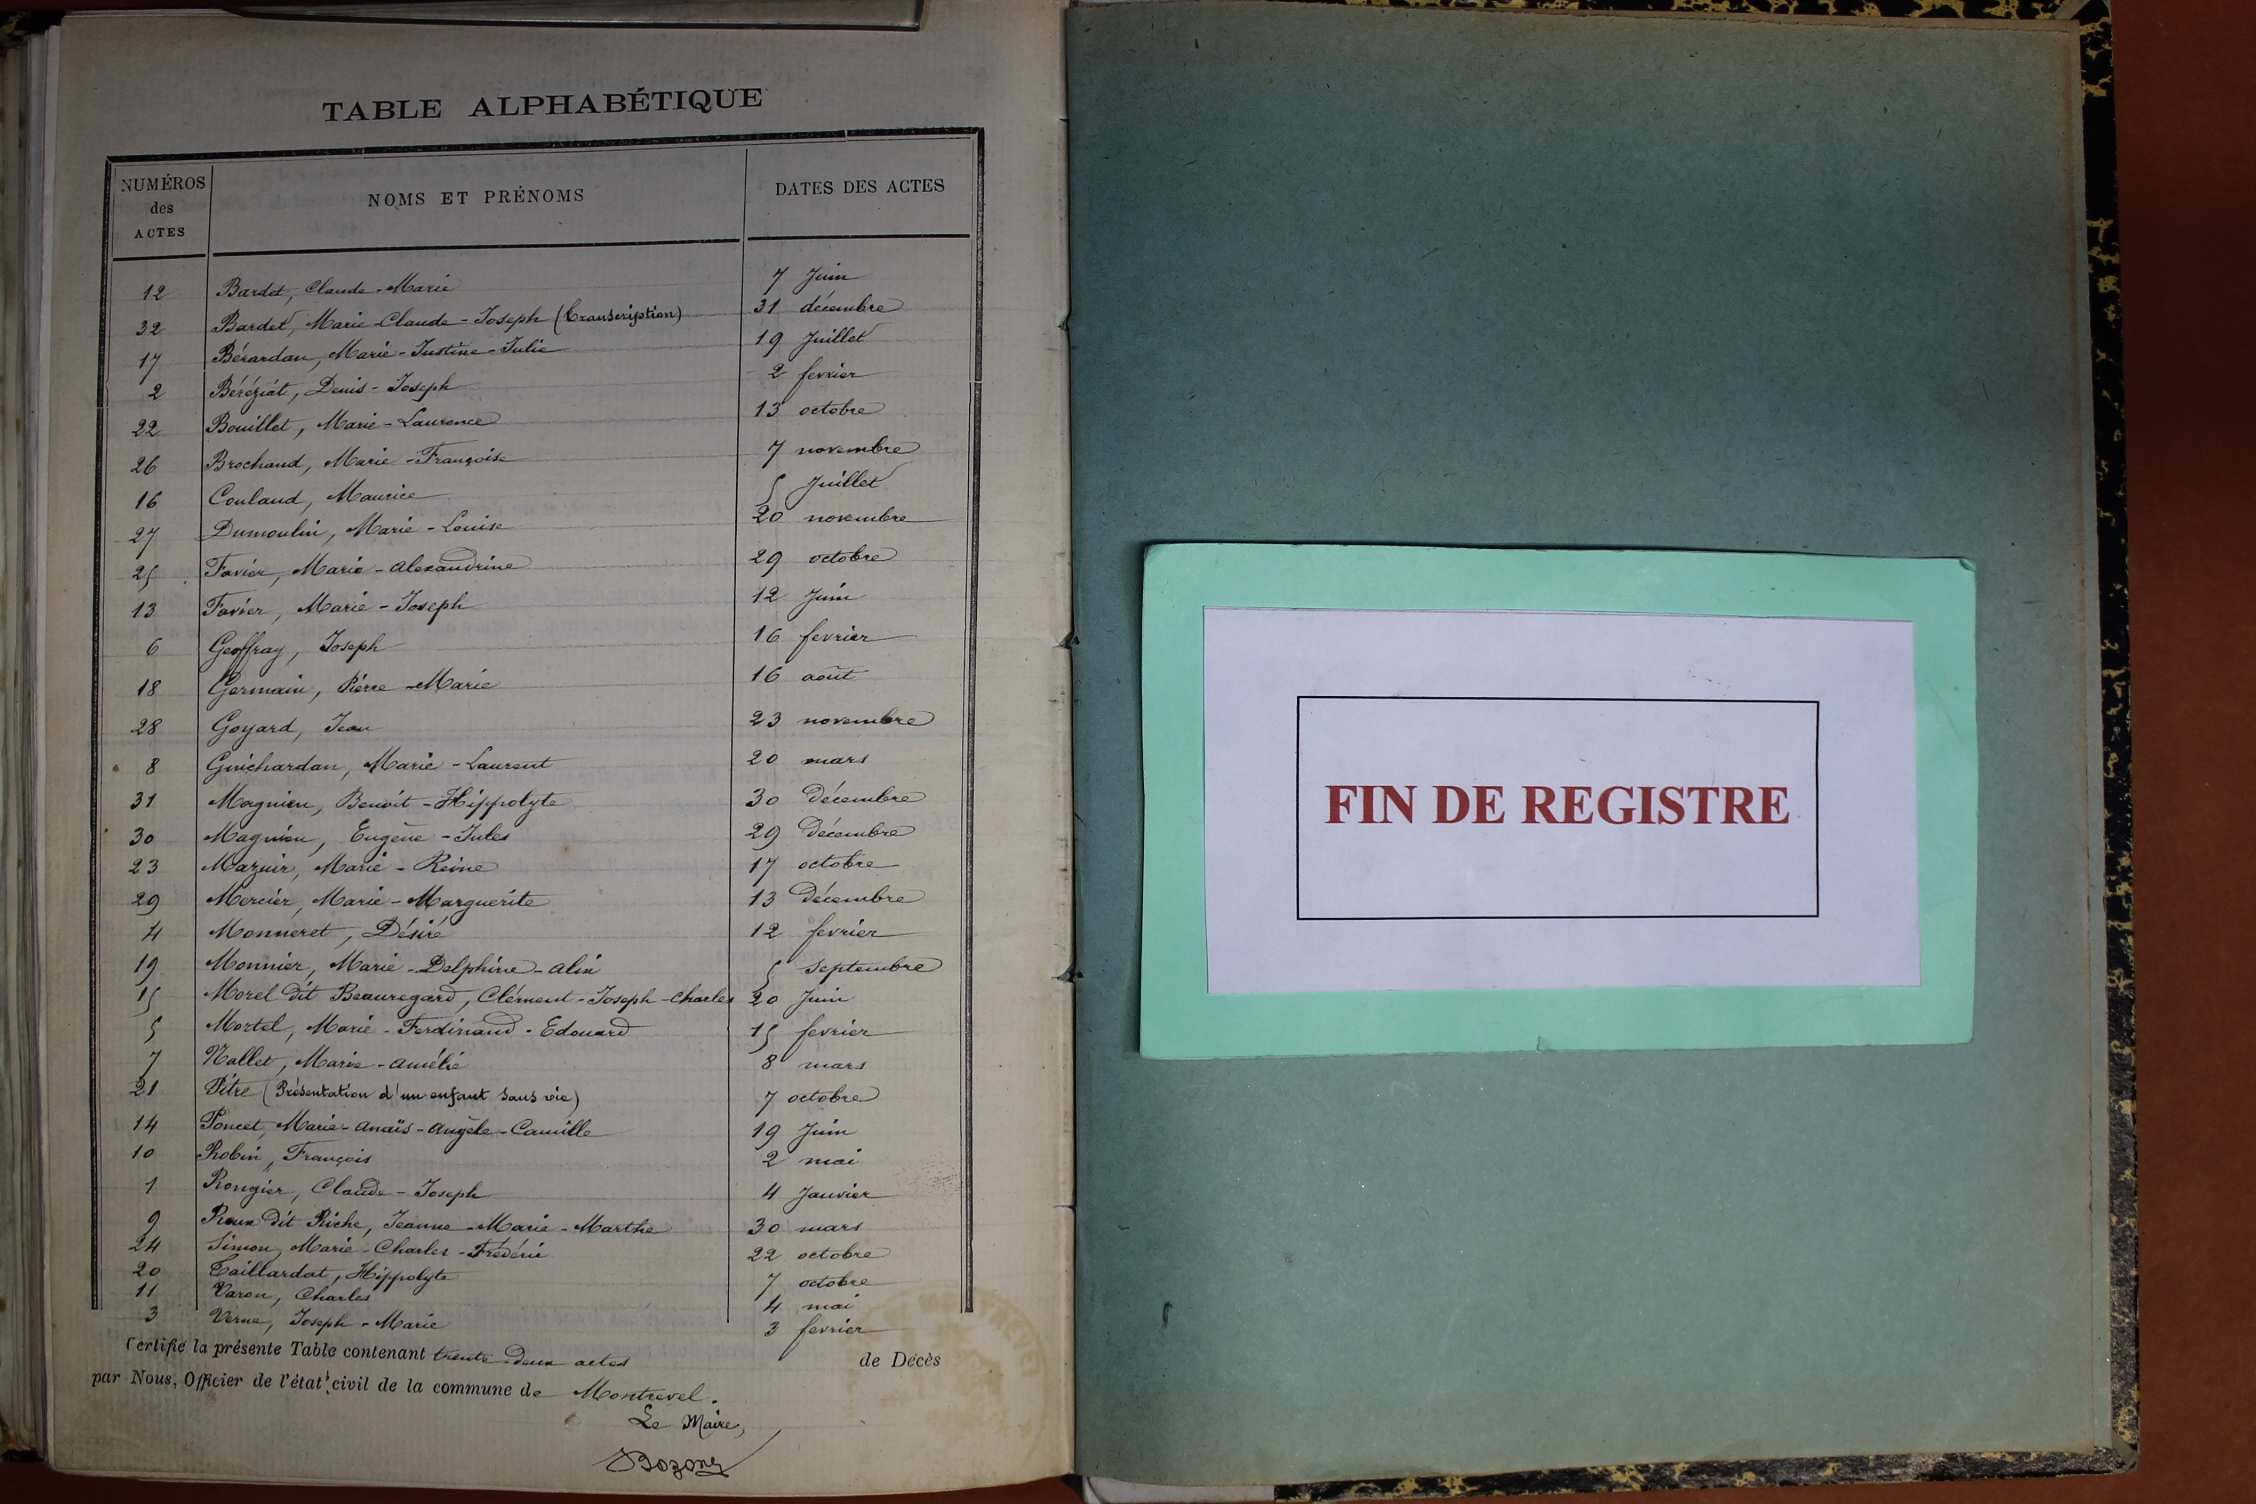 TABLE ALPHABÉTIQUE
NUMÉROS des ACTES NOMS ET PRÉNOMS DATES DES ACTES
12 Bardet, Claude-Marie 7 Juin
32 Bardet, Marie-Claude-Joseph (Transcription) 31 décembre
17 Bérardan, Marie-Justine-Julie 19 Juillet
2 Béréziat, Denis-Joseph 2 fevrier
22 Bouillet, Marie-Laurence 13 octobre
26 Brochand, Marie-Françoise 7 novembre
16 Coulaud, Maurice 5 Juillet
27 Dumoulin, Marie-Louise 20 novembre
25 Favier, Marie-Alexandrine 29 octobre
13 Favier, Marie-Joseph 12 Juin
6 Geoffray, Joseph 16 fevrier
18 Germain, Pierre-Marie 16 août
28 Goyard, Jean 23 novembre
8 Guichardan, Marie-Laurent 20 mars
31 Magnien, Benoît-Hippolyte 30 Décembre
30 Magnien, Eugène-Jules 29 Décembre
23 Mazuir, Marie-Reine 17 octobre
29 Mercier, Marie-Marguerite 13 Décembre
4 Monneret, Désiré 12 fevrier
19 Monnier, Marie-Delphine-Alix 5 septembre
15 Morel dit Beauregard, Clément-Joseph-Charles 20 Juin
5 Mortel, Marie-Ferdinand-Edouard 15 fevrier
7 Nallet, Marie-Amélie 8 mars
21 Pitre (Présentation d'un enfant sans vie) 7 octobre
14 Poncet, Marie-Anaïs-Angèle-Camille 19 Juin
10 Robin, François 2 mai
1 Rongier, Claude-Joseph 4 Janvier
9 Roux dit Riche, Jeanne-Marie-Marthe 30 mars
24 Simon, Marie-Charles-Frédéric 22 octobre
20 Taillardat, Hippolyte 7 octobre
11 Varon, Charles 4 mai
3 Verne, Joseph-Marie 3 fevrier
Certifié la présente Table contenant trente-deux actes de Décès
par Nous, Officier de l'état civil de la commune de Montrevel.
Le Maire,
Bozon
FIN DE REGISTRE